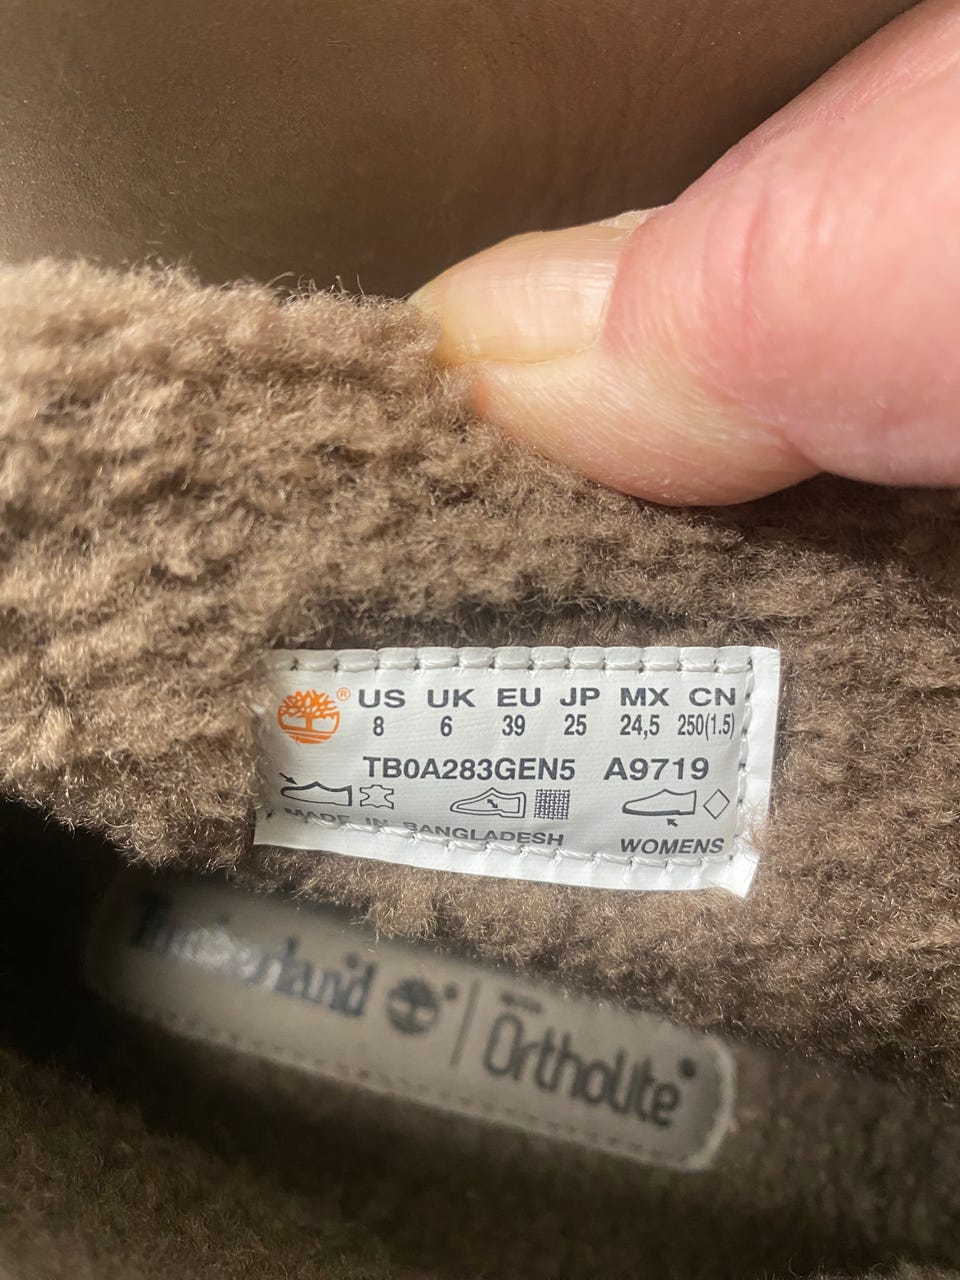 ® US UK EU JP MX CN
8 6 39 25 24,5 250(1.5)
TB0A283GEN5 A9719
MADE IN BANGLADESH WOMENS
Timberland ® Ortholite